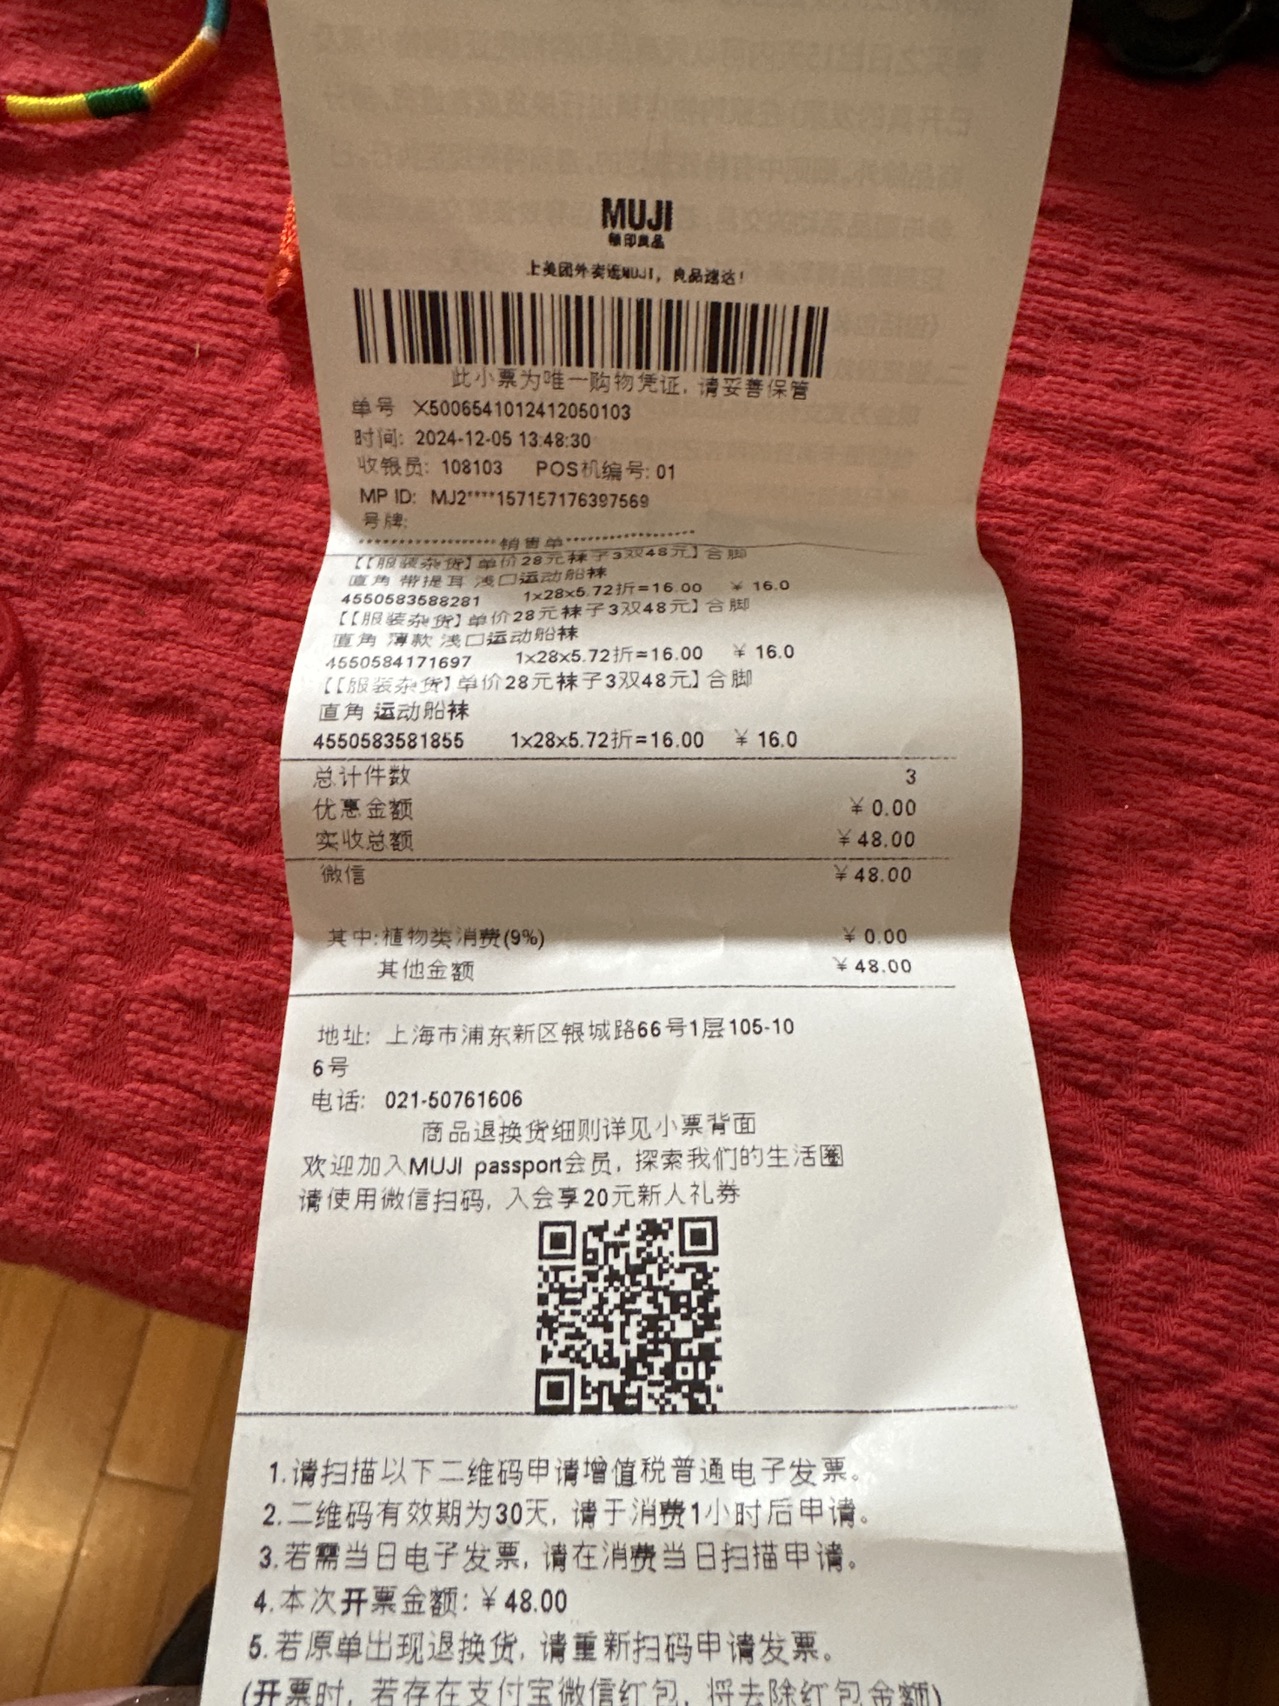 MUJI
無印良品
上美团外卖逛MUJI，良品速达！
此小票为唯一购物凭证，请妥善保管
单号 X5006541012412050103
时间: 2024-12-05 13:48:30
收银员: 108103 POS机编号: 01
MP ID: MJ2****157157176397569
号牌:
********************销售单********************
【【服装杂货】单价28元袜子3双48元】合脚
直角 带提耳 浅口运动船袜
4550583588281 1x28x5.72折=16.00 ￥ 16.0
【【服装杂货】单价28元袜子3双48元】合脚
直角 薄款 浅口运动船袜
4550584171697 1x28x5.72折=16.00 ￥ 16.0
【【服装杂货】单价28元袜子3双48元】合脚
直角 运动船袜
4550583581855 1x28x5.72折=16.00 ￥ 16.0
总计件数 3
优惠金额 ￥ 0.00
实收总额 ￥ 48.00
微信 ￥ 48.00
其中:植物类消费(9%) ￥ 0.00
其他金额 ￥ 48.00
地址: 上海市浦东新区银城路66号1层105-10
6号
电话: 021-50761606
商品退换货细则详见小票背面
欢迎加入MUJI passport会员, 探索我们的生活圈
请使用微信扫码, 入会享20元新人礼券
1.请扫描以下二维码申请增值税普通电子发票。
2.二维码有效期为30天, 请于消费1小时后申请。
3.若需当日电子发票, 请在消费当日扫描申请。
4.本次开票金额: ￥ 48.00
5.若原单出现退换货, 请重新扫码申请发票。
(开票时, 若存在支付宝微信红包, 将去除红包金额)